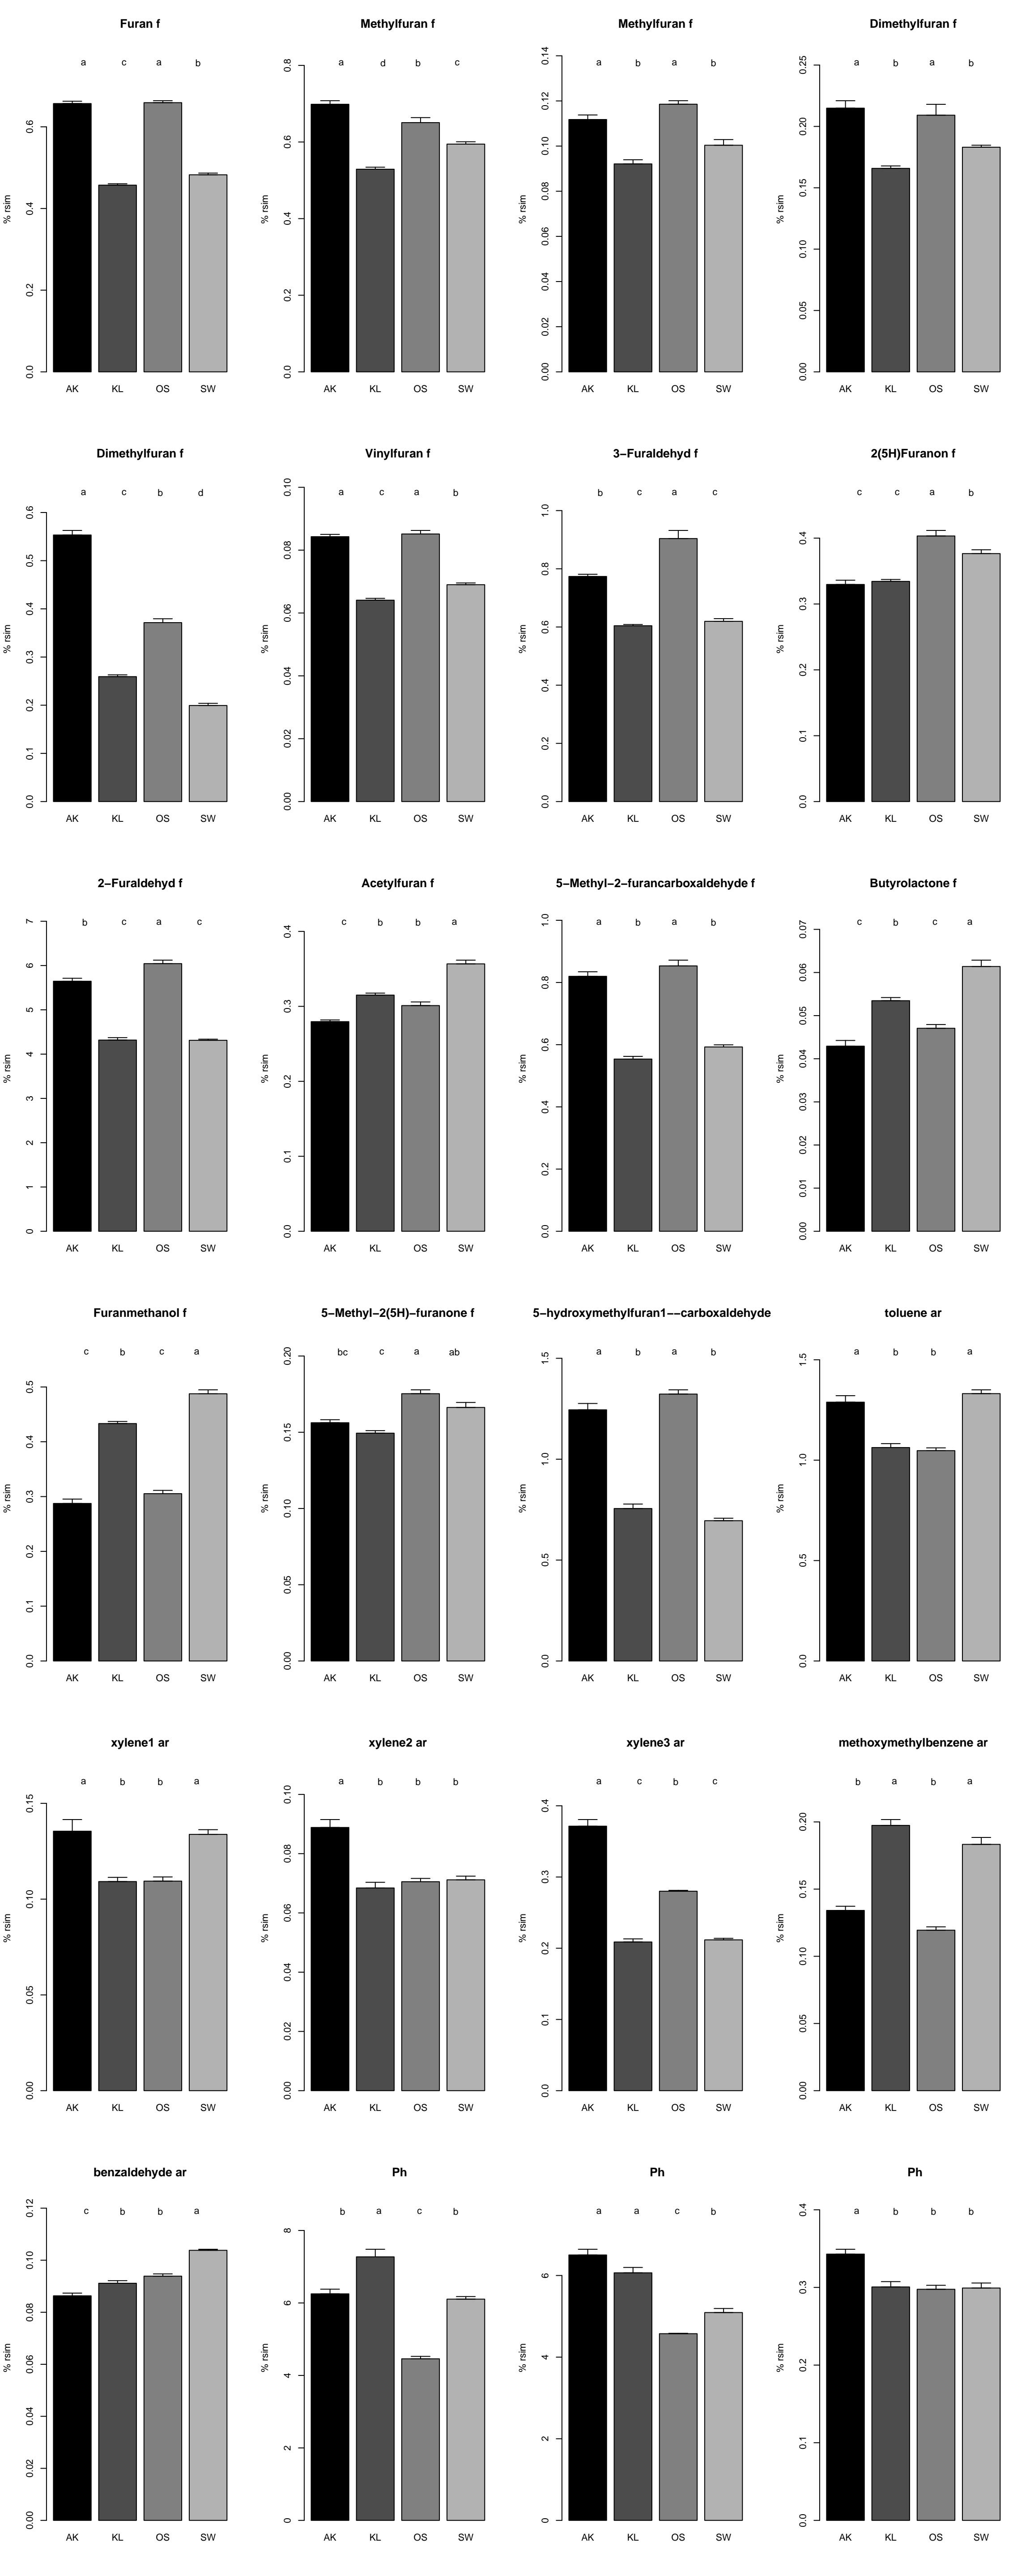 Furan f
Methylfuran f
Methylfuran f
Dimethylfuran f
a c a b
a d b c
a b a b
a b a b
% rsim
0.0 0.2 0.4 0.6
% rsim
0.0 0.2 0.4 0.6 0.8
% rsim
0.00 0.02 0.04 0.06 0.08 0.10 0.12 0.14
% rsim
0.00 0.05 0.10 0.15 0.20 0.25
AK KL OS SW
AK KL OS SW
AK KL OS SW
AK KL OS SW
Dimethylfuran f
Vinylfuran f
3−Furaldehyd f
2(5H)Furanon f
a c b d
a c a b
b c a c
c c a b
% rsim
0.0 0.1 0.2 0.3 0.4 0.5 0.6
% rsim
0.00 0.02 0.04 0.06 0.08 0.10
% rsim
0.0 0.2 0.4 0.6 0.8 1.0
% rsim
0.0 0.1 0.2 0.3 0.4
AK KL OS SW
AK KL OS SW
AK KL OS SW
AK KL OS SW
2−Furaldehyd f
Acetylfuran f
5−Methyl−2−furancarboxaldehyde f
Butyrolactone f
b c a c
c b b a
a b a b
c b c a
% rsim
0 1 2 3 4 5 6 7
% rsim
0.0 0.1 0.2 0.3 0.4
% rsim
0.0 0.2 0.4 0.6 0.8 1.0
% rsim
0.00 0.01 0.02 0.03 0.04 0.05 0.06 0.07
AK KL OS SW
AK KL OS SW
AK KL OS SW
AK KL OS SW
Furanmethanol f
5−Methyl−2(5H)−furanone f
5−hydroxymethylfuran1−−carboxaldehyde
toluene ar
c b c a
bc c a ab
a b a b
a b b a
% rsim
0.0 0.1 0.2 0.3 0.4 0.5
% rsim
0.00 0.05 0.10 0.15 0.20
% rsim
0.0 0.5 1.0 1.5
% rsim
0.0 0.5 1.0 1.5
AK KL OS SW
AK KL OS SW
AK KL OS SW
AK KL OS SW
xylene1 ar
xylene2 ar
xylene3 ar
methoxymethylbenzene ar
a b b a
a b b b
a c b c
b a b a
% rsim
0.00 0.05 0.10 0.15
% rsim
0.00 0.02 0.04 0.06 0.08 0.10
% rsim
0.0 0.1 0.2 0.3 0.4
% rsim
0.00 0.05 0.10 0.15 0.20
AK KL OS SW
AK KL OS SW
AK KL OS SW
AK KL OS SW
benzaldehyde ar
Ph
Ph
Ph
c b b a
b a c b
a a c b
a b b b
% rsim
0.00 0.02 0.04 0.06 0.08 0.10 0.12
% rsim
0 2 4 6 8
% rsim
0 2 4 6
% rsim
0.0 0.1 0.2 0.3 0.4
AK KL OS SW
AK KL OS SW
AK KL OS SW
AK KL OS SW